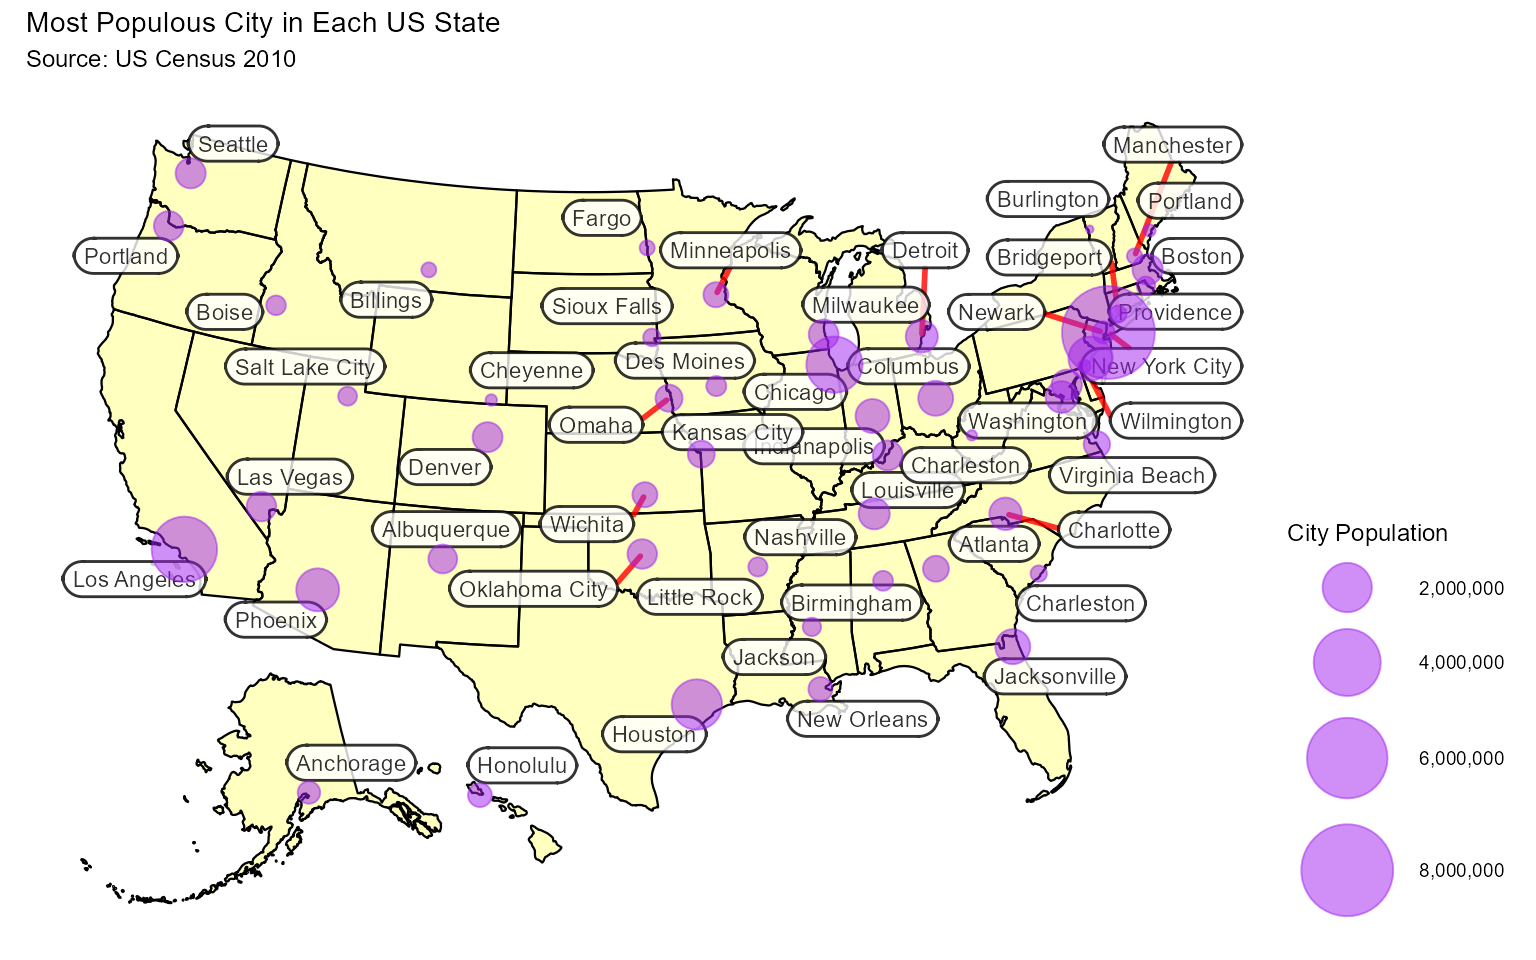 Most Populous City in Each US State
Source: US Census 2010
Seattle
Manchester
Burlington
Portland
Fargo
Minneapolis
Detroit
Portland
Bridgeport
Boston
Billings
Boise
Sioux Falls
Milwaukee
Newark
Providence
Salt Lake City
Cheyenne
Des Moines
Columbus
New York City
Chicago
Omaha
Kansas City
Washington
Wilmington
Indianapolis
Denver
Charleston
Las Vegas
Virginia Beach
Louisville
Albuquerque
Wichita
Nashville
Charlotte
Atlanta
Los Angeles
Oklahoma City
Little Rock
Birmingham
Charleston
Phoenix
Jackson
Jacksonville
New Orleans
Houston
Anchorage
Honolulu
City Population
2,000,000
4,000,000
6,000,000
8,000,000